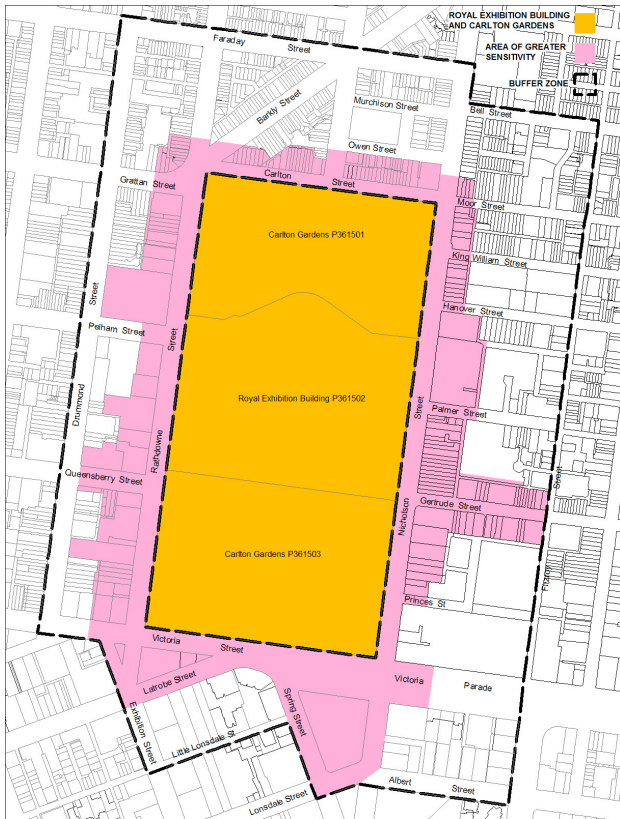 ROYAL EXHIBITION BUILDING
AND CARLTON GARDENS
AREA OF GREATER
SENSITIVITY
BUFFER ZONE
Faraday Street
Barkly Street
Murchison Street
Bell Street
Owen Street
Grattan Street
Carlton Street
Moor Street
Carlton Gardens P361501
King William Street
Hanover Street
Pelham Street
Drummond Street
Rathdowne Street
Royal Exhibition Building P361502
Palmer Street
Nicholson Street
Fitzroy Street
Queensberry Street
Gertrude Street
Carlton Gardens P361503
Princes St
Victoria Street
Victoria Parade
Latrobe Street
Spring Street
Exhibition Street
Little Lonsdale St
Albert Street
Lonsdale Street